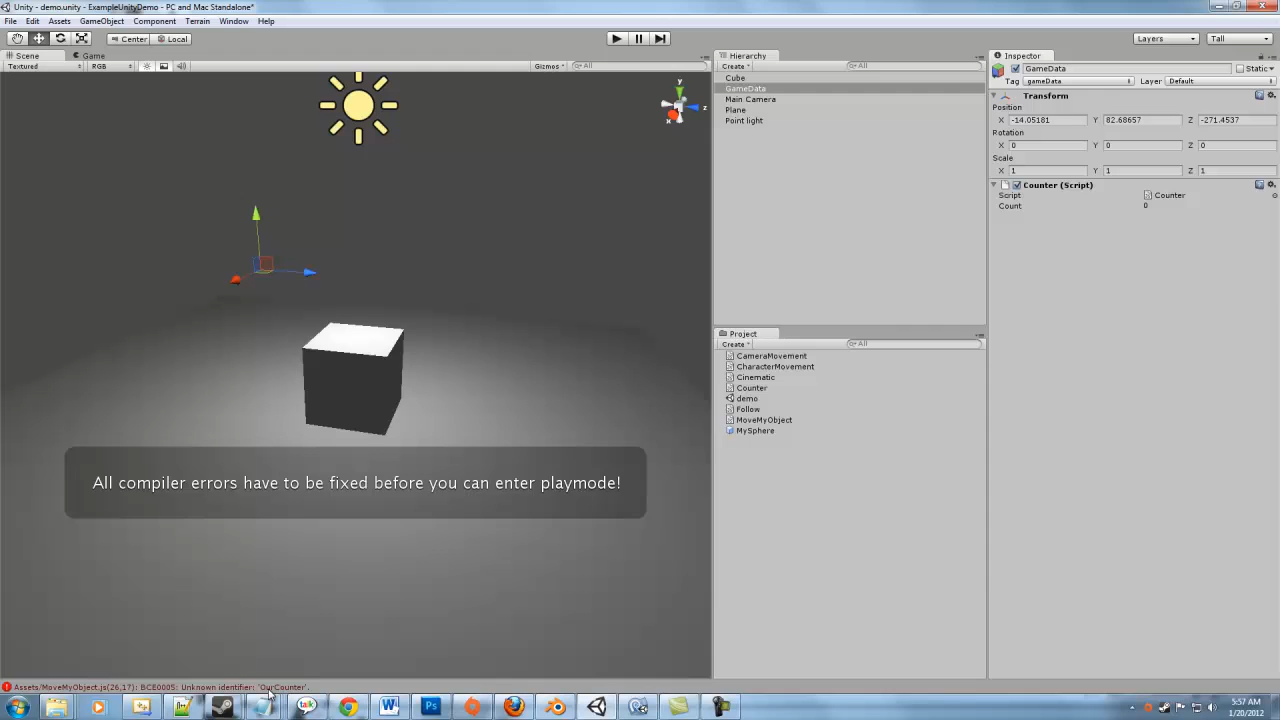 Unity - demo.unity - ExampleUnityDemo - PC and Mac Standalone*
File Edit Assets GameObject Component Terrain Window Help
Center Local Layers Tall
Scene Game
Textured RGB Gizmos All
y
z
x
All compiler errors have to be fixed before you can enter playmode!
Hierarchy
Create All
Cube
GameData
Main Camera
Plane
Point light
Project
Create All
CameraMovement
CharacterMovement
Cinematic
Counter
demo
Follow
MoveMyObject
MySphere
Inspector
GameData Static
Tag gameData Layer Default
Transform
Position
X -14.05181 Y 82.68657 Z -271.4537
Rotation
X 0 Y 0 Z 0
Scale
X 1 Y 1 Z 1
Counter (Script)
Script Counter
Count 0
Assets/MoveMyObject.js(26,17): BCE0005: Unknown identifier: 'OurCounter'.
talk
W
Ps
5:57 AM
1/20/2012